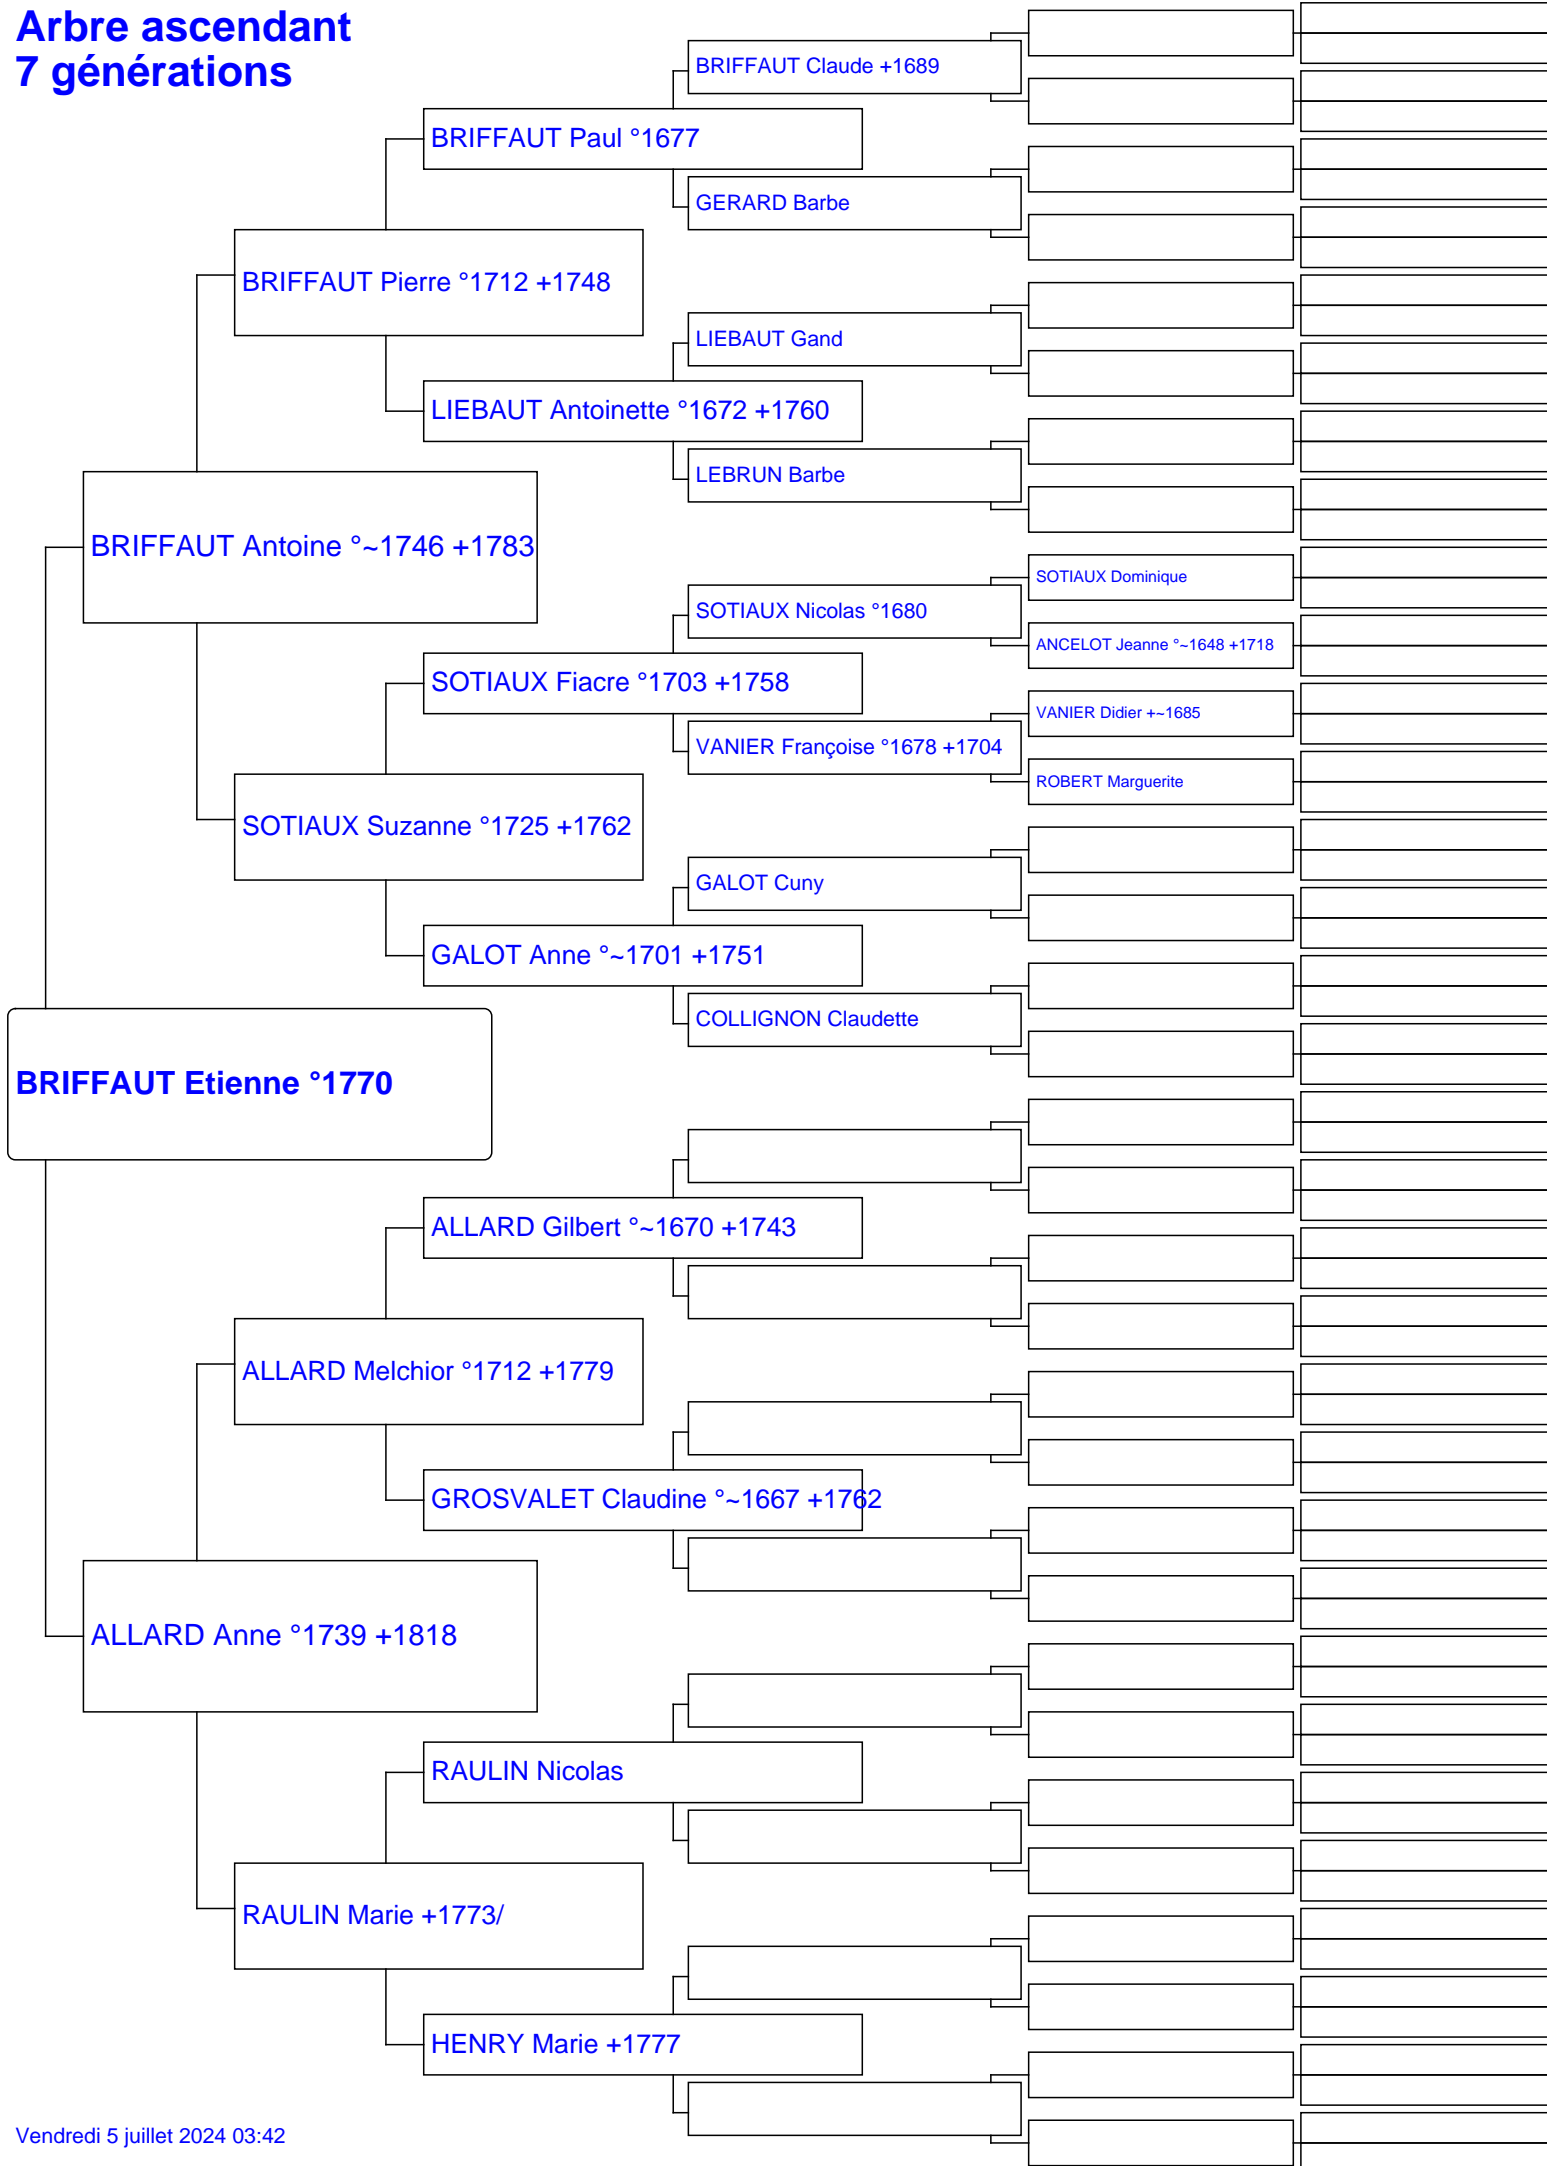 Arbre ascendant
7 générations
BRIFFAUT Claude +1689
BRIFFAUT Paul °1677
GERARD Barbe
BRIFFAUT Pierre °1712 +1748
LIEBAUT Gand
LIEBAUT Antoinette °1672 +1760
LEBRUN Barbe
BRIFFAUT Antoine °~1746 +1783
SOTIAUX Dominique
SOTIAUX Nicolas °1680
ANCELOT Jeanne °~1648 +1718
SOTIAUX Fiacre °1703 +1758
VANIER Didier +~1685
VANIER Françoise °1678 +1704
ROBERT Marguerite
SOTIAUX Suzanne °1725 +1762
GALOT Cuny
GALOT Anne °~1701 +1751
COLLIGNON Claudette
BRIFFAUT Etienne °1770
ALLARD Gilbert °~1670 +1743
ALLARD Melchior °1712 +1779
GROSVALET Claudine °~1667 +1762
ALLARD Anne °1739 +1818
RAULIN Nicolas
RAULIN Marie +1773/
HENRY Marie +1777
Vendredi 5 juillet 2024 03:42